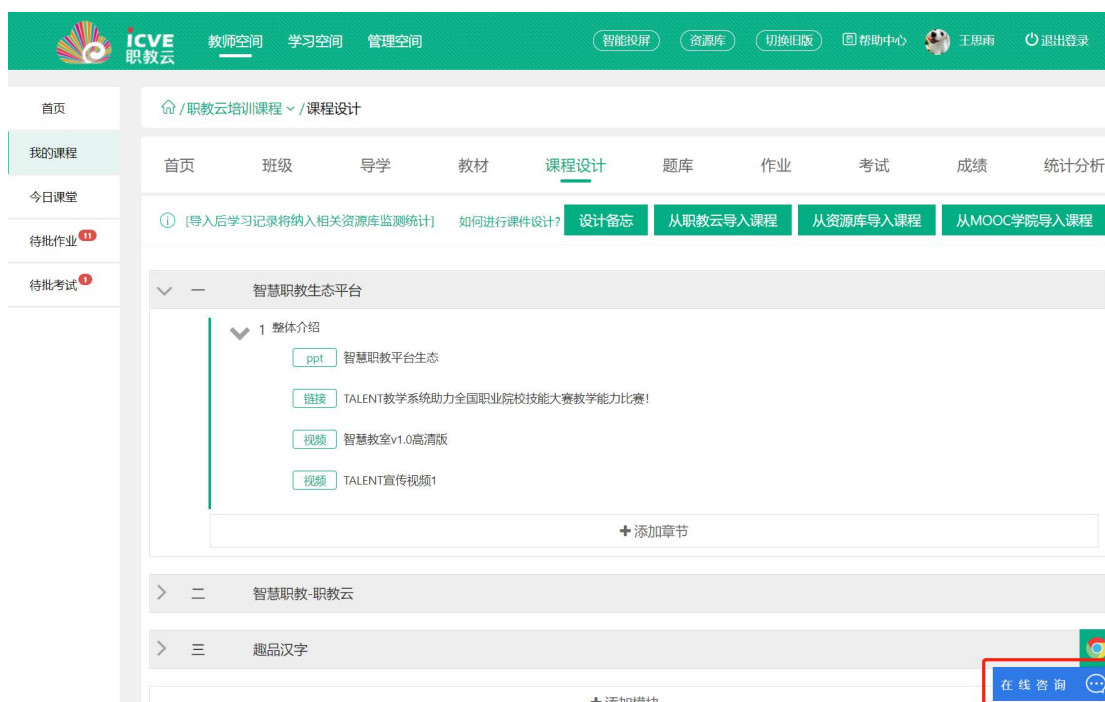 iCVE 职教云 教师空间 学习空间 管理空间 智能投屏 资源库 切换旧版 帮助中心 王思雨 退出登录
首页
我的课程
今日课堂
待批作业 11
待批考试 1
/职教云培训课程 /课程设计
首页 班级 导学 教材 课程设计 题库 作业 考试 成绩 统计分析
[导入后学习记录将纳入相关资源库监测统计] 如何进行课件设计? 设计备忘 从职教云导入课程 从资源库导入课程 从MOOC学院导入课程
一 智慧职教生态平台
1 整体介绍
ppt 智慧职教平台生态
链接 TALENT教学系统助力全国职业院校技能大赛教学能力比赛!
视频 智慧教室v1.0高清版
视频 TALENT宣传视频1
+添加章节
二 智慧职教-职教云
三 趣品汉字
+添加模块
在线咨询